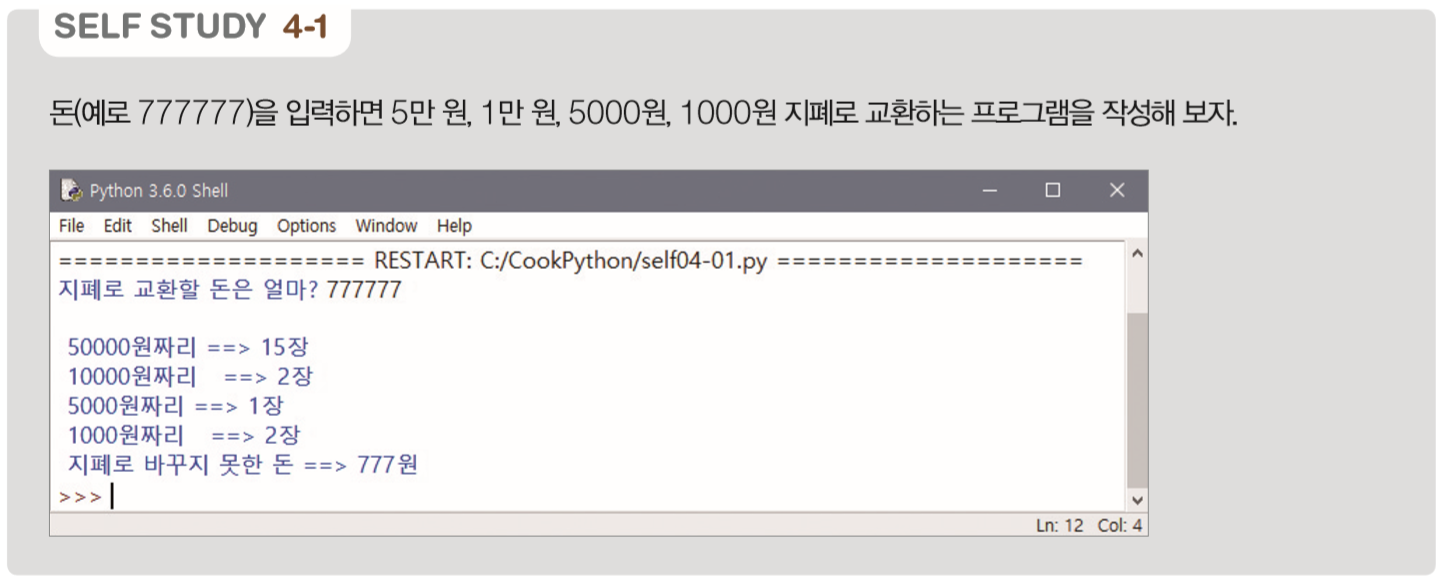 SELF STUDY 4-1
돈(예로 777777)을 입력하면 5만 원, 1만 원, 5000원, 1000원 지폐로 교환하는 프로그램을 작성해 보자.
Python 3.6.0 Shell
File Edit Shell Debug Options Window Help
==================== RESTART: C:/CookPython/self04-01.py ====================
지폐로 교환할 돈은 얼마? 777777
50000원짜리 ==> 15장
10000원짜리  ==> 2장
5000원짜리 ==> 1장
1000원짜리  ==> 2장
지폐로 바꾸지 못한 돈 ==> 777원
>>>
Ln: 12 Col: 4